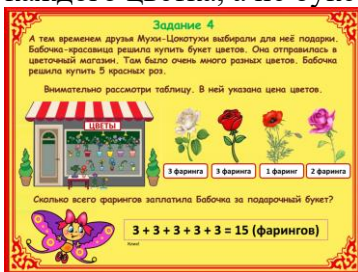 Задание 4
А тем временем друзья Мухи-Цокотухи выбирали для неё подарки.
Бабочка-красавица решила купить букет цветов. Она отправилась в
цветочный магазин. Там было очень много разных цветов. Бабочка
решила купить 5 красных роз.
Внимательно рассмотри таблицу. В ней указана цена цветов.
ЦВЕТЫ
3 фаринга 3 фаринга 1 фаринг 2 фаринга
Сколько всего фарингов заплатила Бабочка за подарочный букет?
3 + 3 + 3 + 3 + 3 = 15 (фарингов)